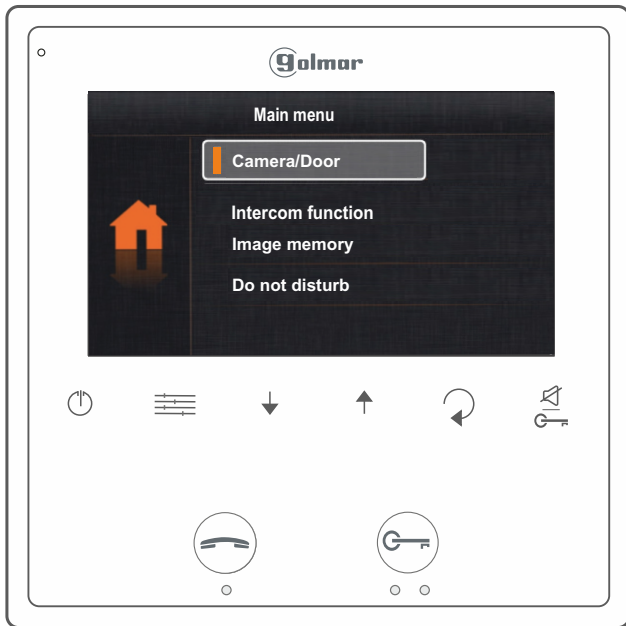 golmar
Main menu
Camera/Door
Intercom function
Image memory
Do not disturb